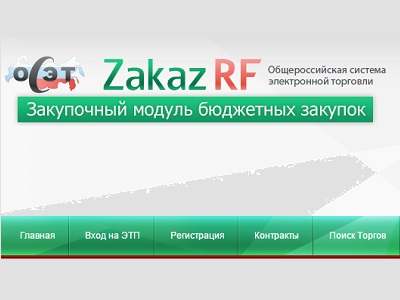 ОСЭТ
Zakaz RF
Общероссийская система
электронной торговли
Закупочный модуль бюджетных закупок
Главная Вход на ЭТП Регистрация Контракты Поиск Торгов